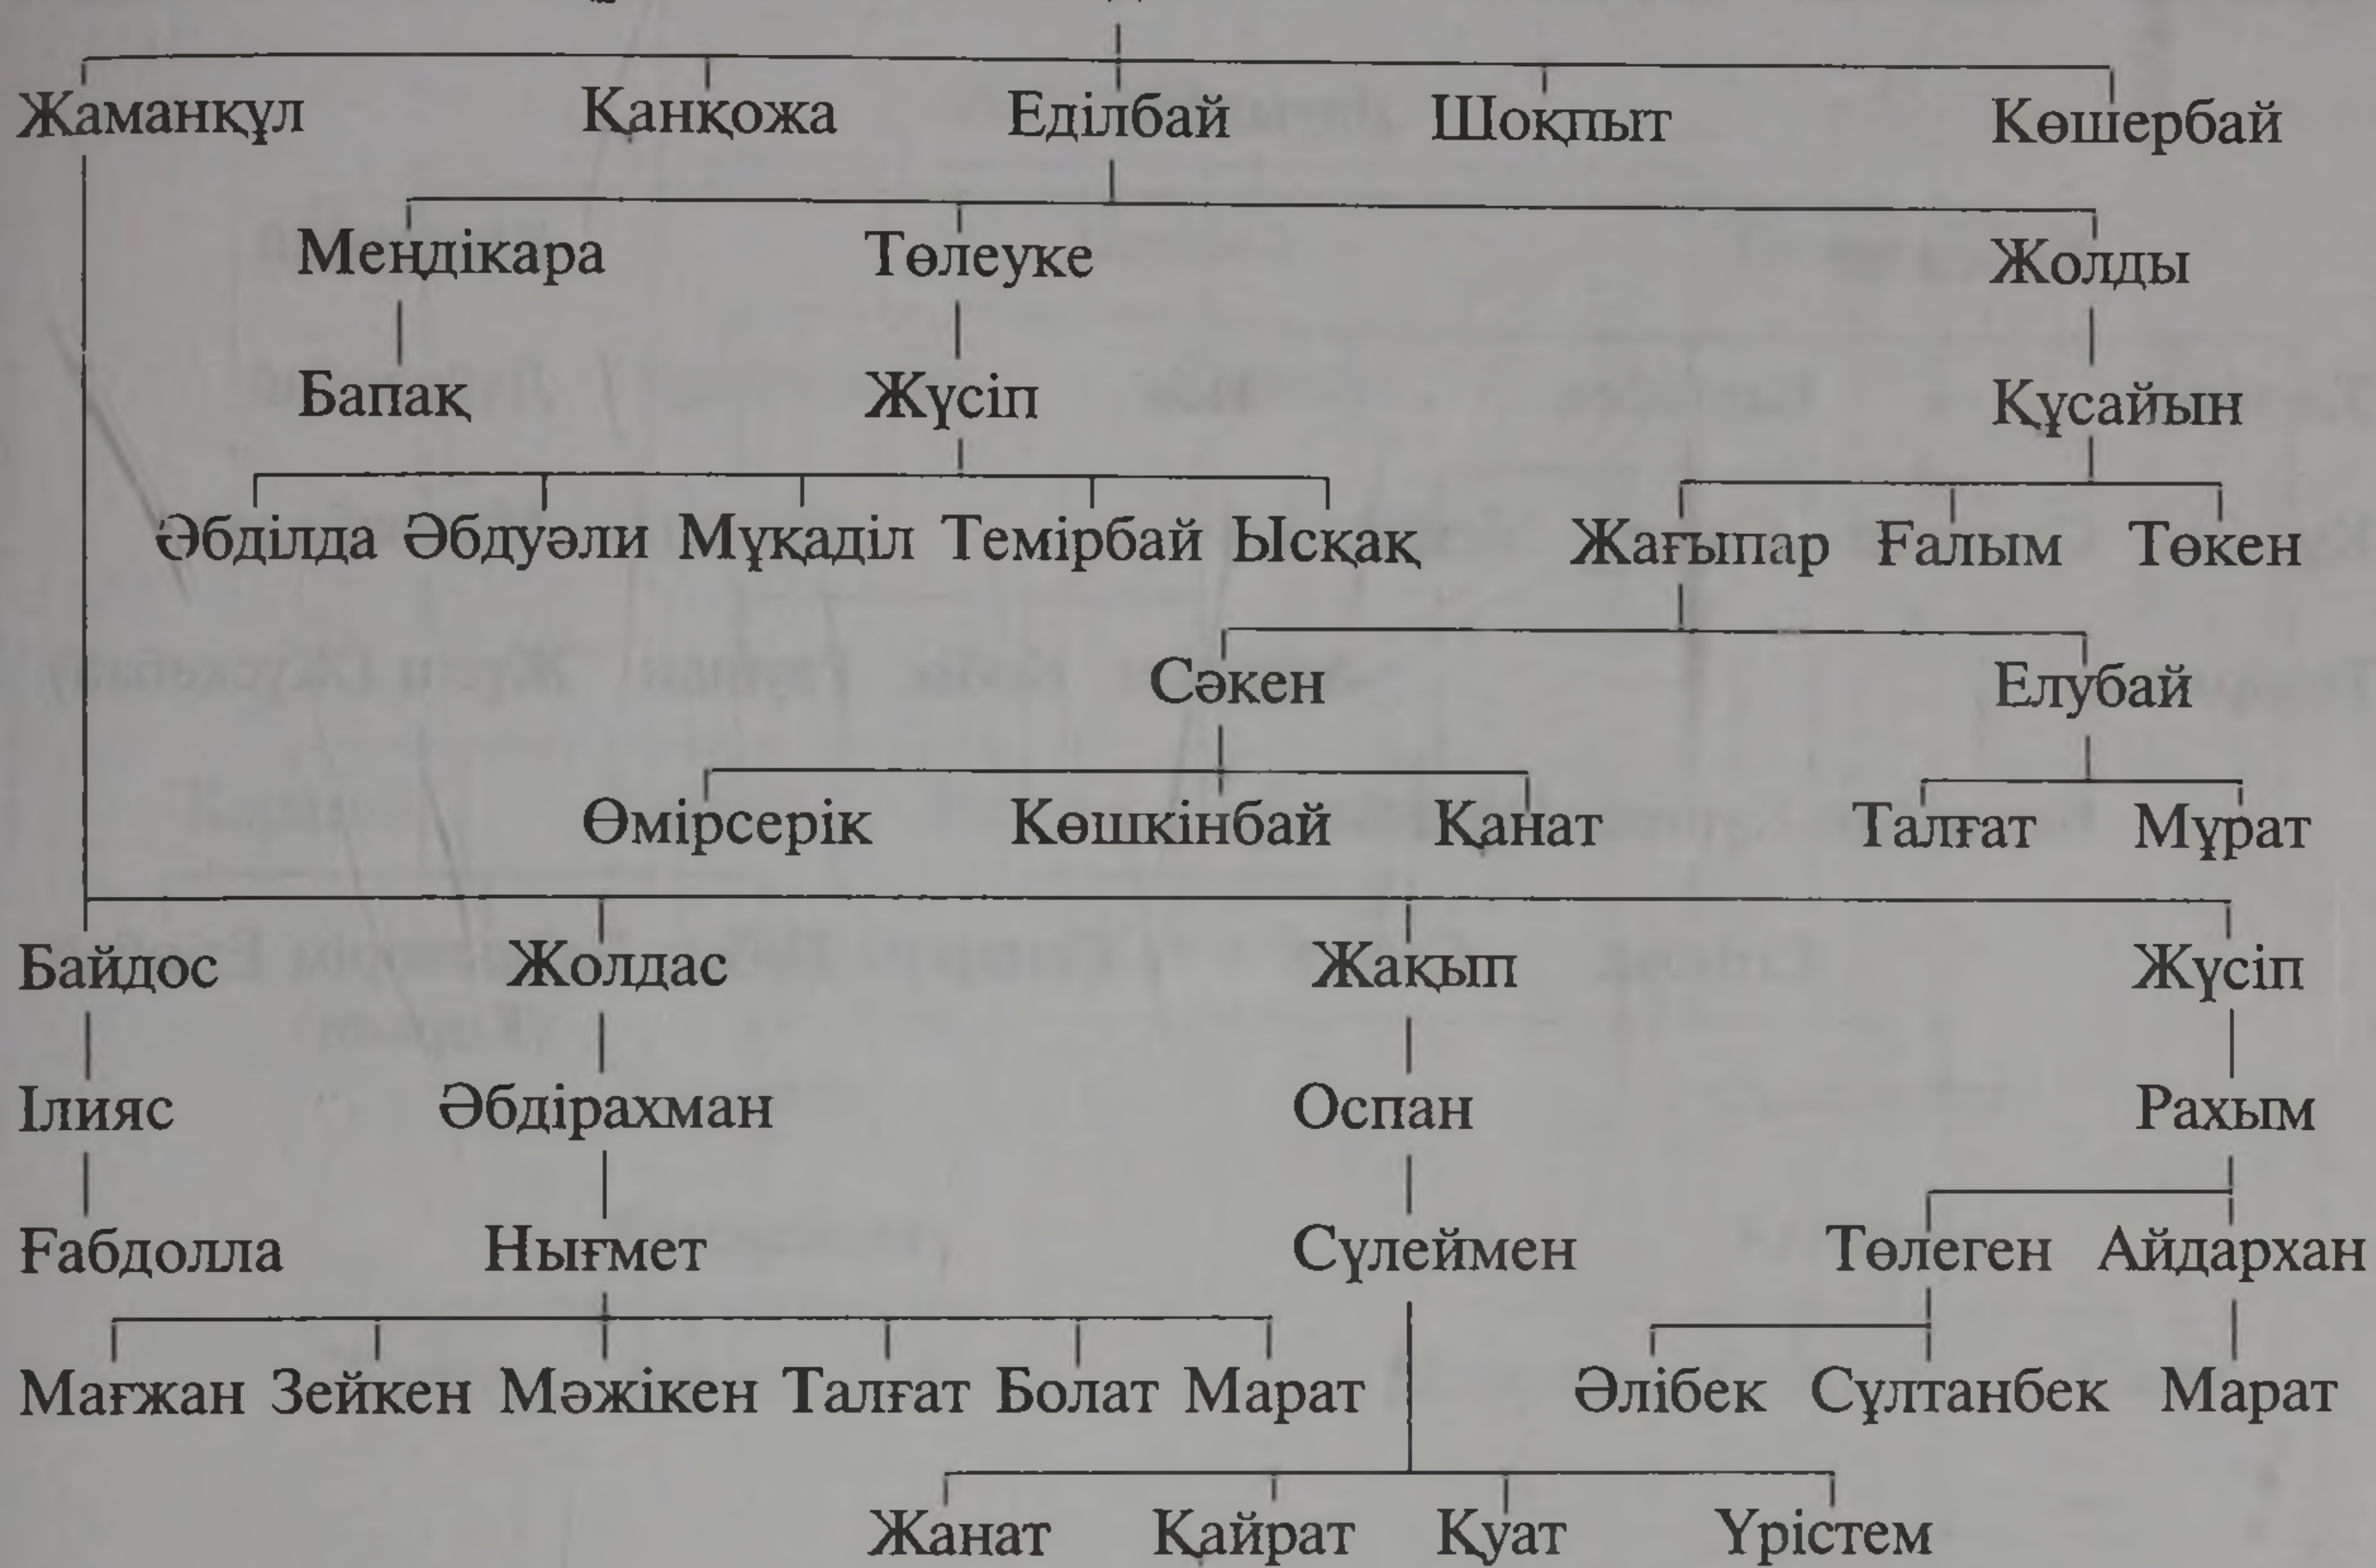 Жаманқұл Қанқожа Еділбай Шоқпыт Көшербай
Меңдікара Төлеуке Жолды
Бапақ Жүсіп Құсайын
Әбділда Әбдуәли Мұқаділ Темірбай Ысқақ Жағыпар Ғалым Төкен
Сәкен Елубай
Өмірсерік Көшкінбай Қанат Талғат Мұрат
Байдос Жолдас Жақып Жүсіп
Ілияс Әбдірахман Оспан Рахым
Ғабдолла Нығмет Сүлеймен Төлеген Айдархан
Мағжан Зейкен Мәжікен Талғат Болат Марат Әлібек Сұлтанбек Марат
Жанат Қайрат Қуат Үрістем